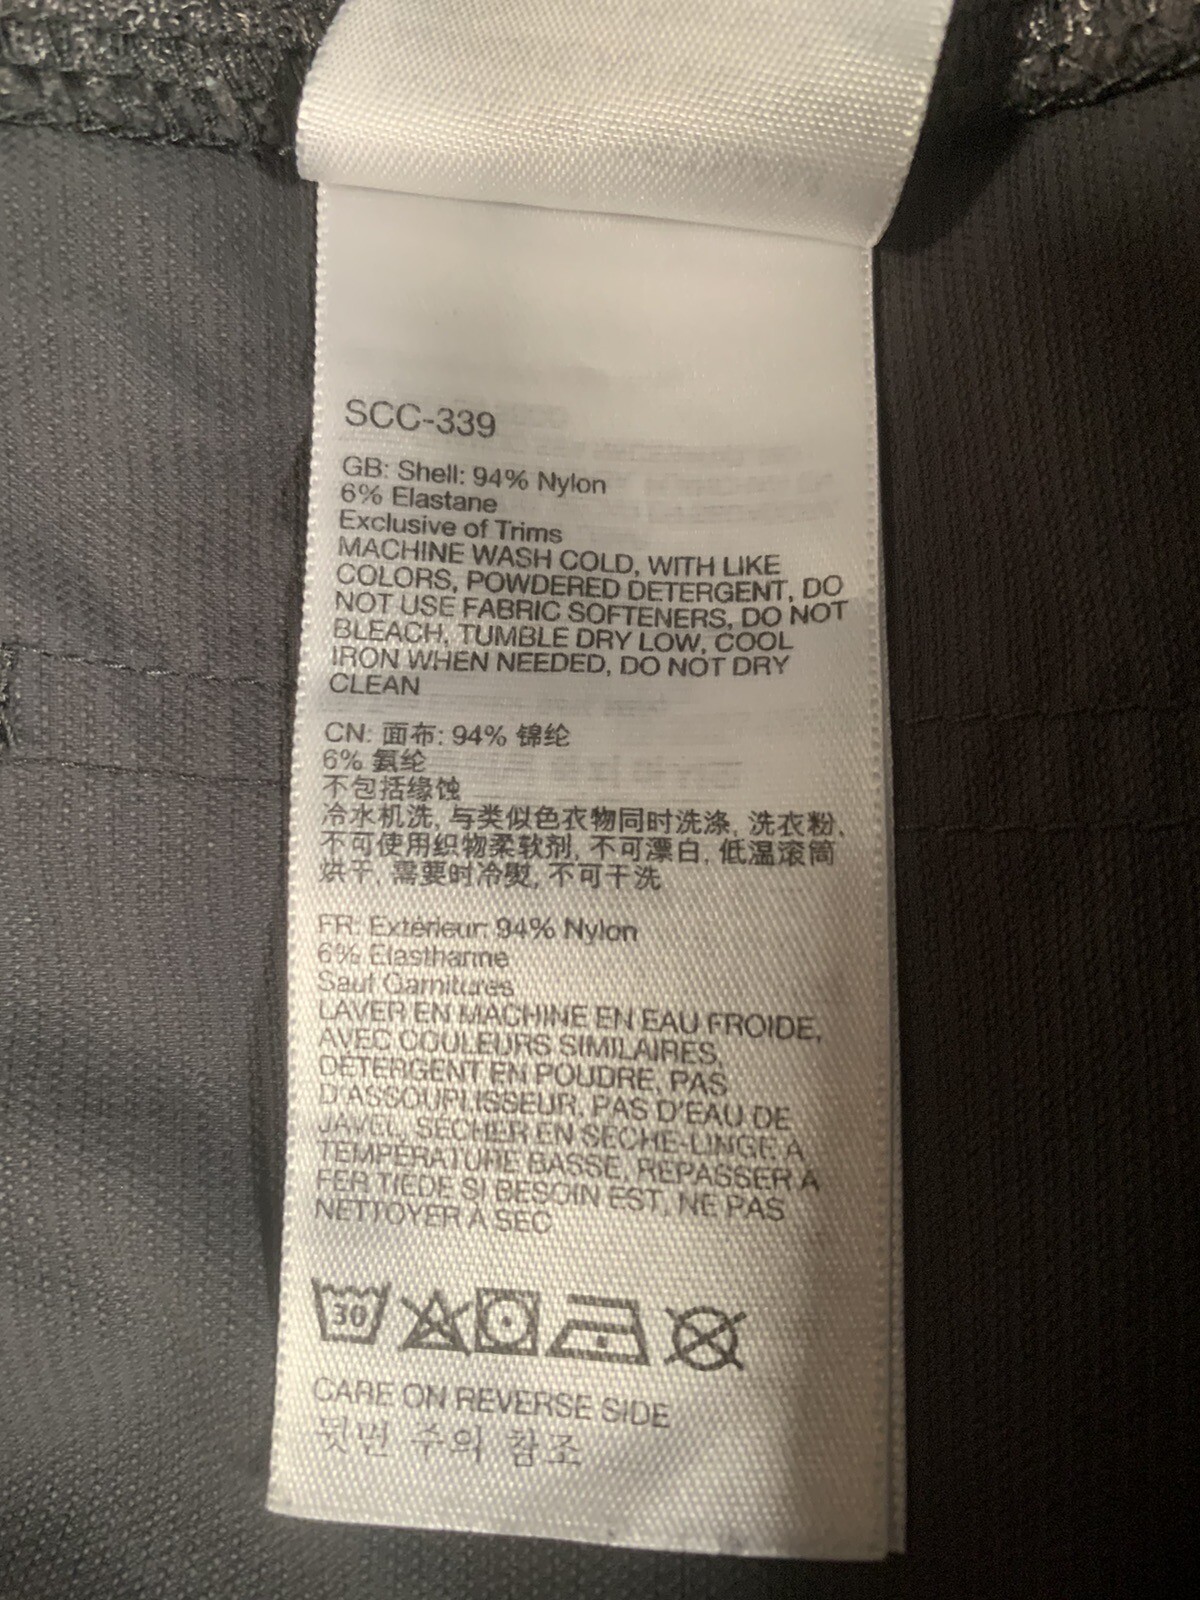 SCC-339
GB: Shell: 94% Nylon
6% Elastane
Exclusive of Trims
MACHINE WASH COLD, WITH LIKE
COLORS, POWDERED DETERGENT, DO
NOT USE FABRIC SOFTENERS, DO NOT
BLEACH, TUMBLE DRY LOW, COOL
IRON WHEN NEEDED, DO NOT DRY
CLEAN
CN: 面布: 94% 锦纶
6% 氨纶
不包括缘蚀
冷水机洗, 与类似色衣物同时洗涤, 洗衣粉,
不可使用织物柔软剂, 不可漂白, 低温滚筒
烘干, 需要时冷熨, 不可干洗
FR: Extérieur: 94% Nylon
6% Elasthanne
Sauf Garnitures
LAVER EN MACHINE EN EAU FROIDE,
AVEC COULEURS SIMILAIRES,
DÉTERGENT EN POUDRE, PAS
D'ASSOUPLISSEUR, PAS D'EAU DE
JAVEL, SÉCHER EN SÈCHE-LINGE À
TEMPÉRATURE BASSE, REPASSER À
FER TIÈDE SI BESOIN EST, NE PAS
NETTOYER À SEC
30
CARE ON REVERSE SIDE
뒷면 주의 참조